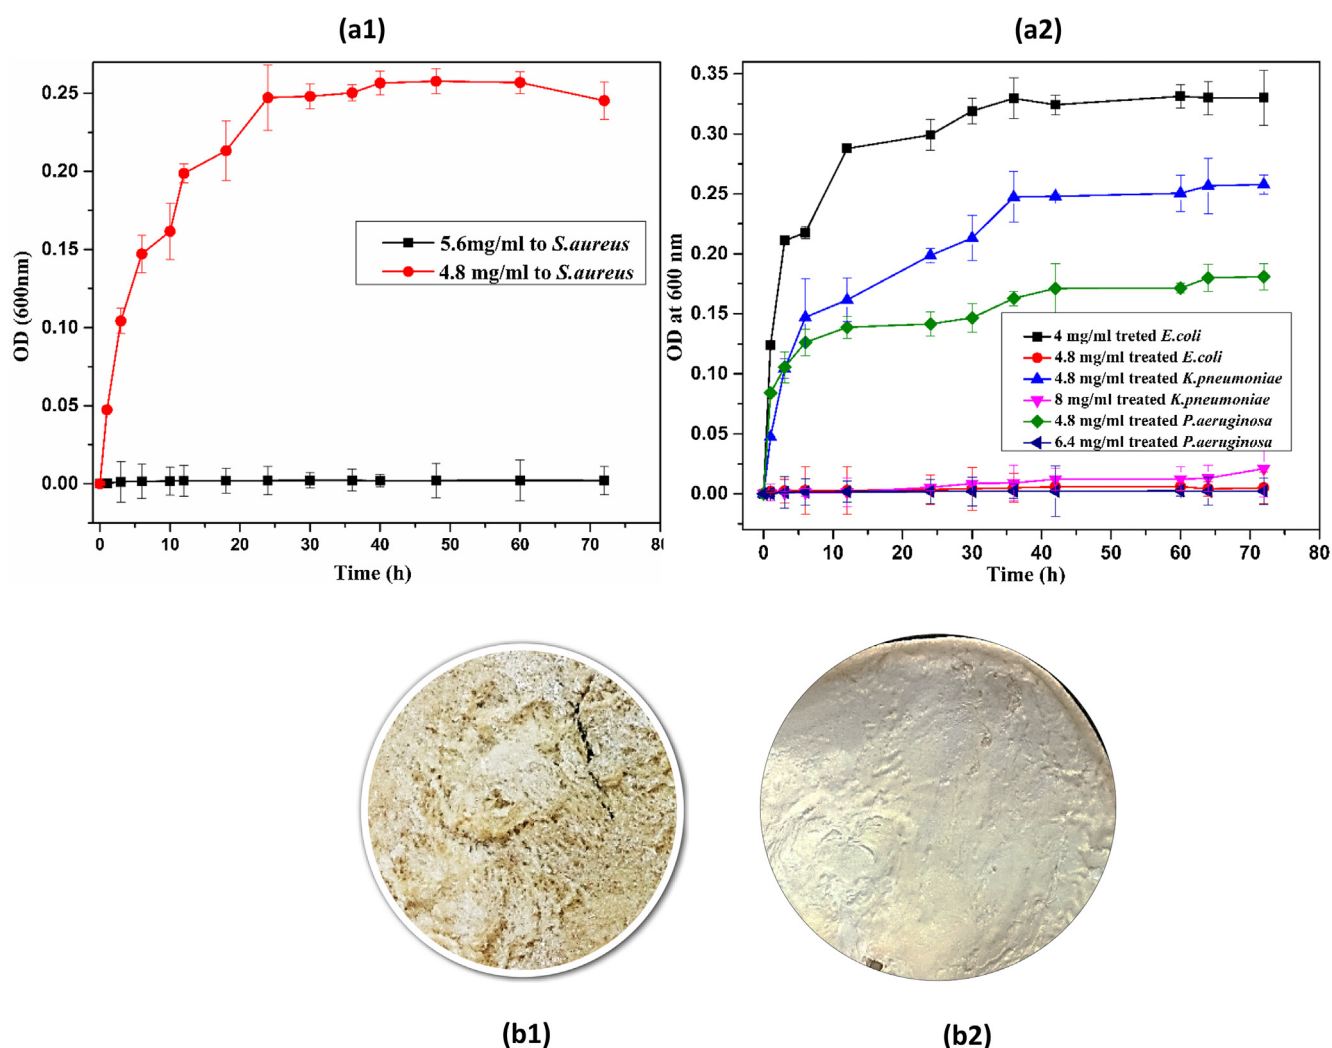 (a1)
(a2)
0.25
0.20
0.15
0.10
0.05
0.00
OD (600nm)
5.6mg/ml to S.aureus
4.8 mg/ml to S.aureus
0 10 20 30 40 50 60 70 80
Time (h)
0.35
0.30
0.25
0.20
0.15
0.10
0.05
0.00
OD at 600 nm
4 mg/ml treted E.coli
4.8 mg/ml treated E.coli
4.8 mg/ml treated K.pneumoniae
8 mg/ml treated K.pneumoniae
4.8 mg/ml treated P.aeruginosa
6.4 mg/ml treated P.aeruginosa
0 10 20 30 40 50 60 70 80
Time (h)
(b1)
(b2)